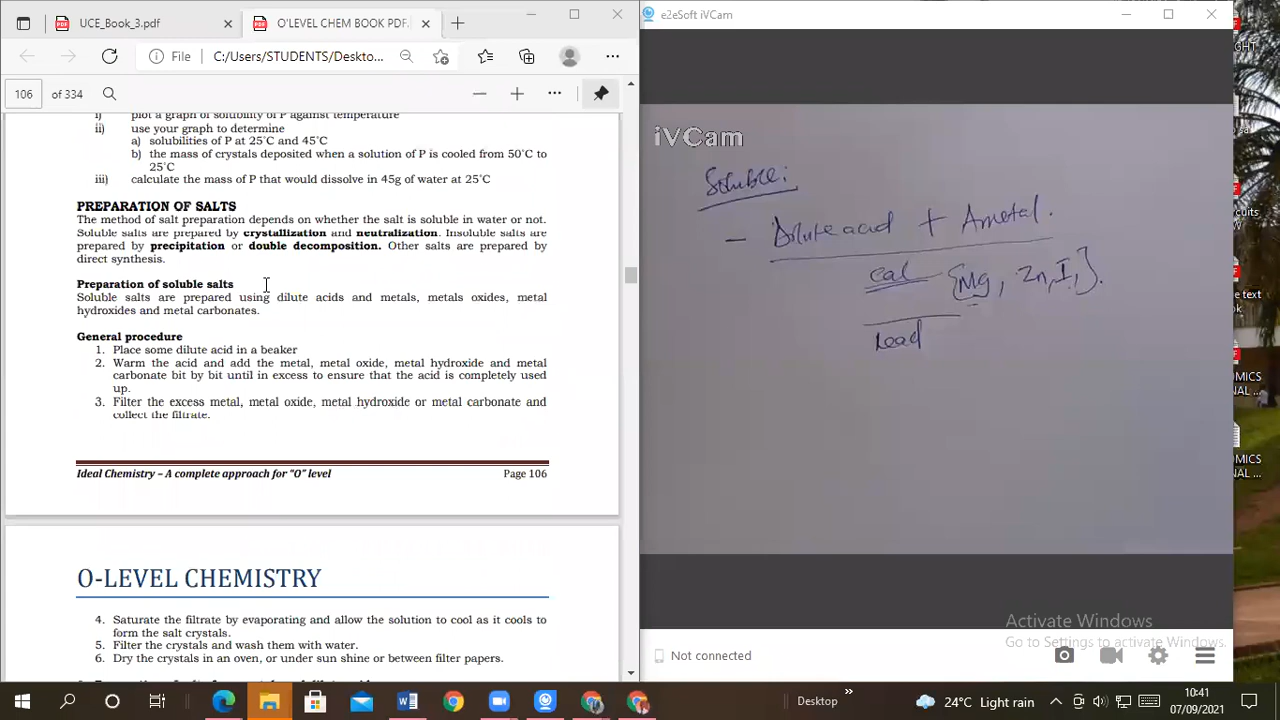 UCE_Book_3.pdf
O'LEVEL CHEM BOOK PDF.
File
C:/Users/STUDENTS/Deskto...
106 of 334
i) plot a graph of solubility of P against temperature
ii) use your graph to determine
a) solubilities of P at 25˚C and 45˚C
b) the mass of crystals deposited when a solution of P is cooled from 50˚C to
25˚C
iii) calculate the mass of P that would dissolve in 45g of water at 25˚C
PREPARATION OF SALTS
The method of salt preparation depends on whether the salt is soluble in water or not.
Soluble salts are prepared by crystallization and neutralization. Insoluble salts are
prepared by precipitation or double decomposition. Other salts are prepared by
direct synthesis.
Preparation of soluble salts
Soluble salts are prepared using dilute acids and metals, metals oxides, metal
hydroxides and metal carbonates.
General procedure
1. Place some dilute acid in a beaker
2. Warm the acid and add the metal, metal oxide, metal hydroxide and metal
carbonate bit by bit until in excess to ensure that the acid is completely used
up.
3. Filter the excess metal, metal oxide, metal hydroxide or metal carbonate and
collect the filtrate.
Ideal Chemistry – A complete approach for "O" level Page 106
O-LEVEL CHEMISTRY
4. Saturate the filtrate by evaporating and allow the solution to cool as it cools to
form the salt crystals.
5. Filter the crystals and wash them with water.
6. Dry the crystals in an oven, or under sun shine or between filter papers.
e2eSoft iVCam
iVCam
Soluble:
- Dilute acid + A metal.
cal {Mg, Zn, I
Lead
Activate Windows
Go to Settings to activate Windows.
Not connected
GHT
cuits
te text
book
OMICS
OMICS
Desktop
24°C Light rain
10:41
07/09/2021